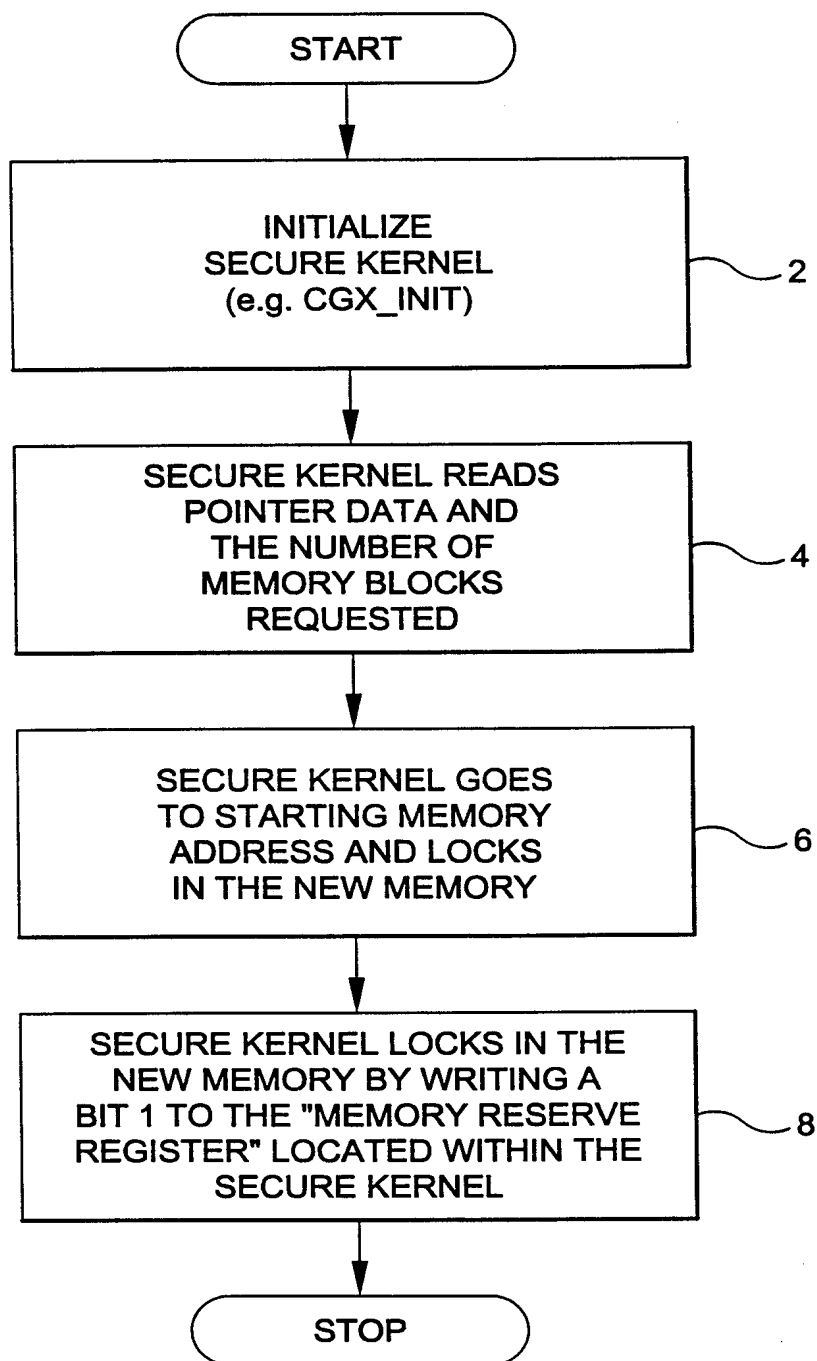 START
INITIALIZE
SECURE KERNEL
(e.g. CGX_INIT)
2
SECURE KERNEL READS
POINTER DATA AND
THE NUMBER OF
MEMORY BLOCKS
REQUESTED
4
SECURE KERNEL GOES
TO STARTING MEMORY
ADDRESS AND LOCKS
IN THE NEW MEMORY
6
SECURE KERNEL LOCKS IN THE
NEW MEMORY BY WRITING A
BIT 1 TO THE "MEMORY RESERVE
REGISTER" LOCATED WITHIN THE
SECURE KERNEL
8
STOP